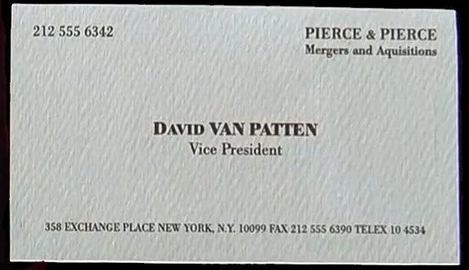 212 555 6342
PIERCE & PIERCE
Mergers and Aquisitions
DAVID VAN PATTEN
Vice President
358 EXCHANGE PLACE NEW YORK, N.Y. 10099 FAX 212 555 6390 TELEX 10 4534